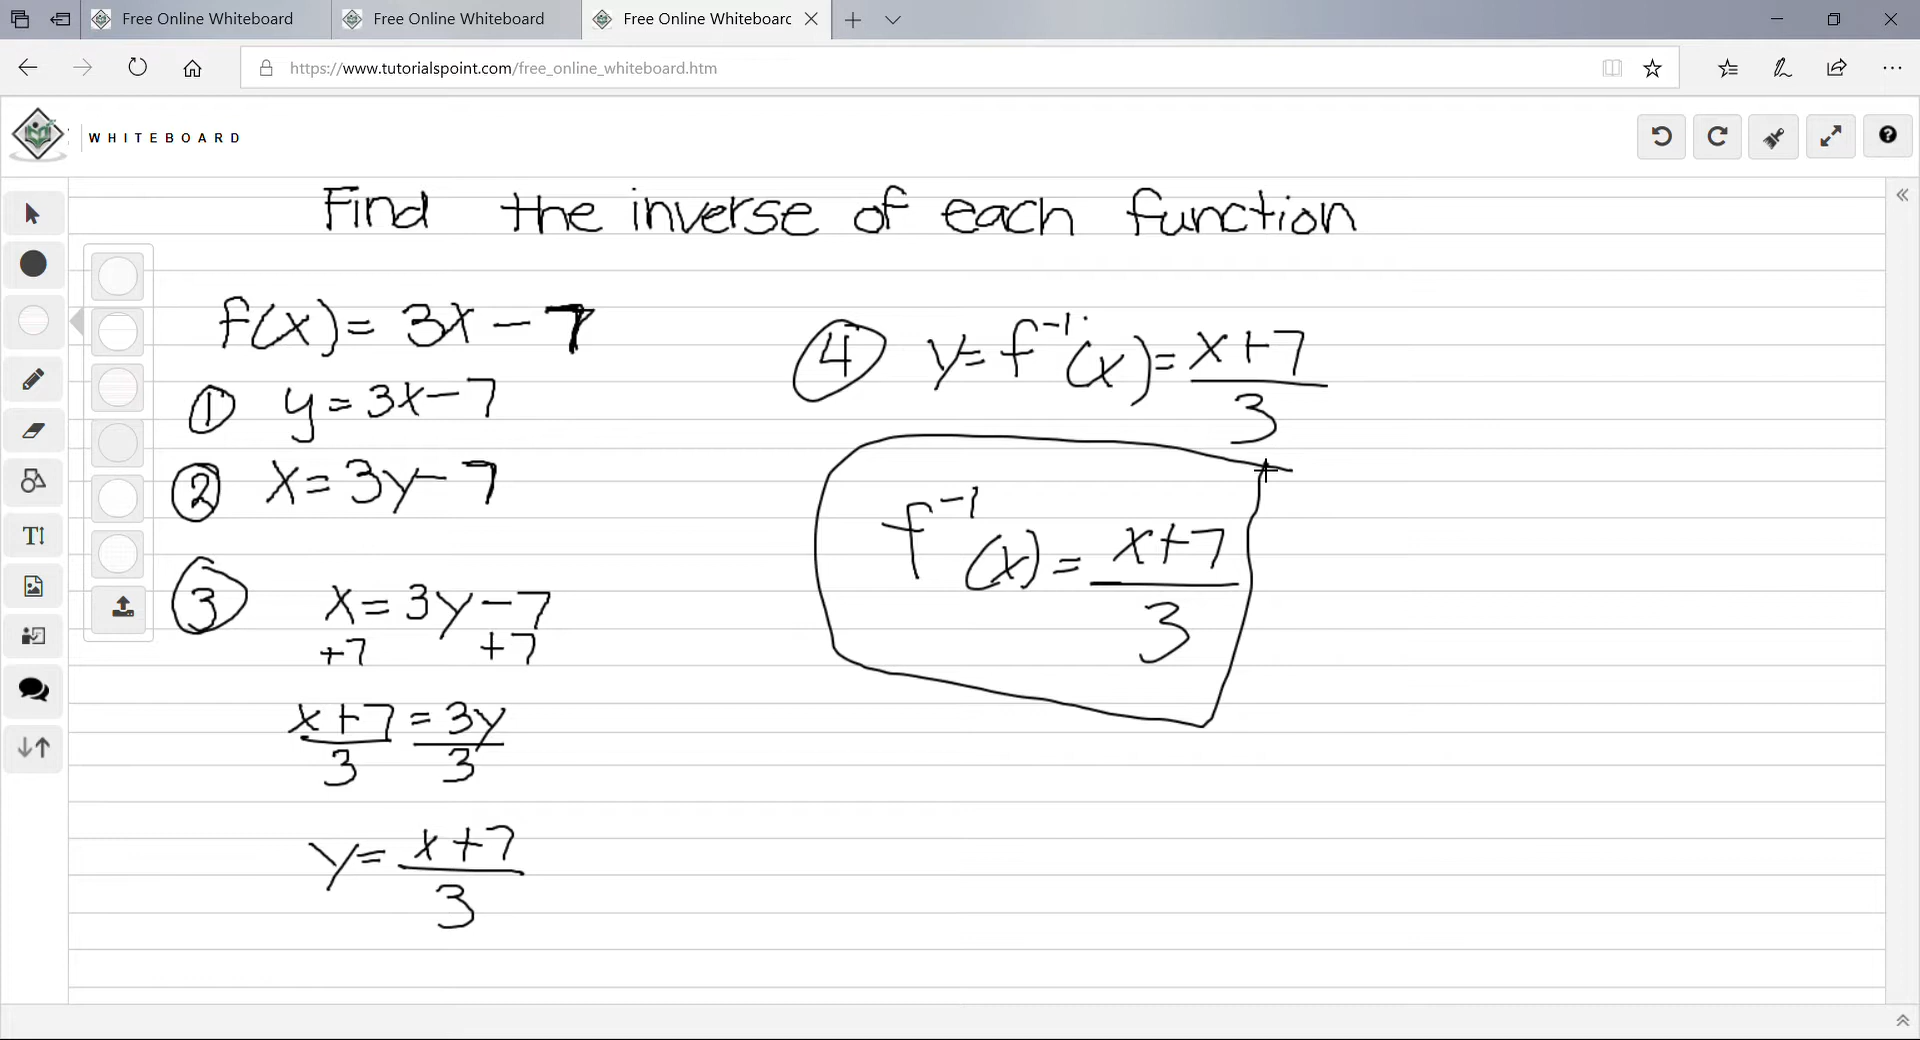 Free Online Whiteboard
Free Online Whiteboard
Free Online Whiteboarc
https://www.tutorialspoint.com/free_online_whiteboard.htm
WHITEBOARD
Find the inverse of each function
f(x) = 3x - 7
① y = 3x - 7
② x = 3y - 7
③ x = 3y - 7
+7 +7
x+7 = 3y
3 3
y = x+7
3
④ y = f⁻¹(x) = x+7
3
f⁻¹(x) = x+7
3